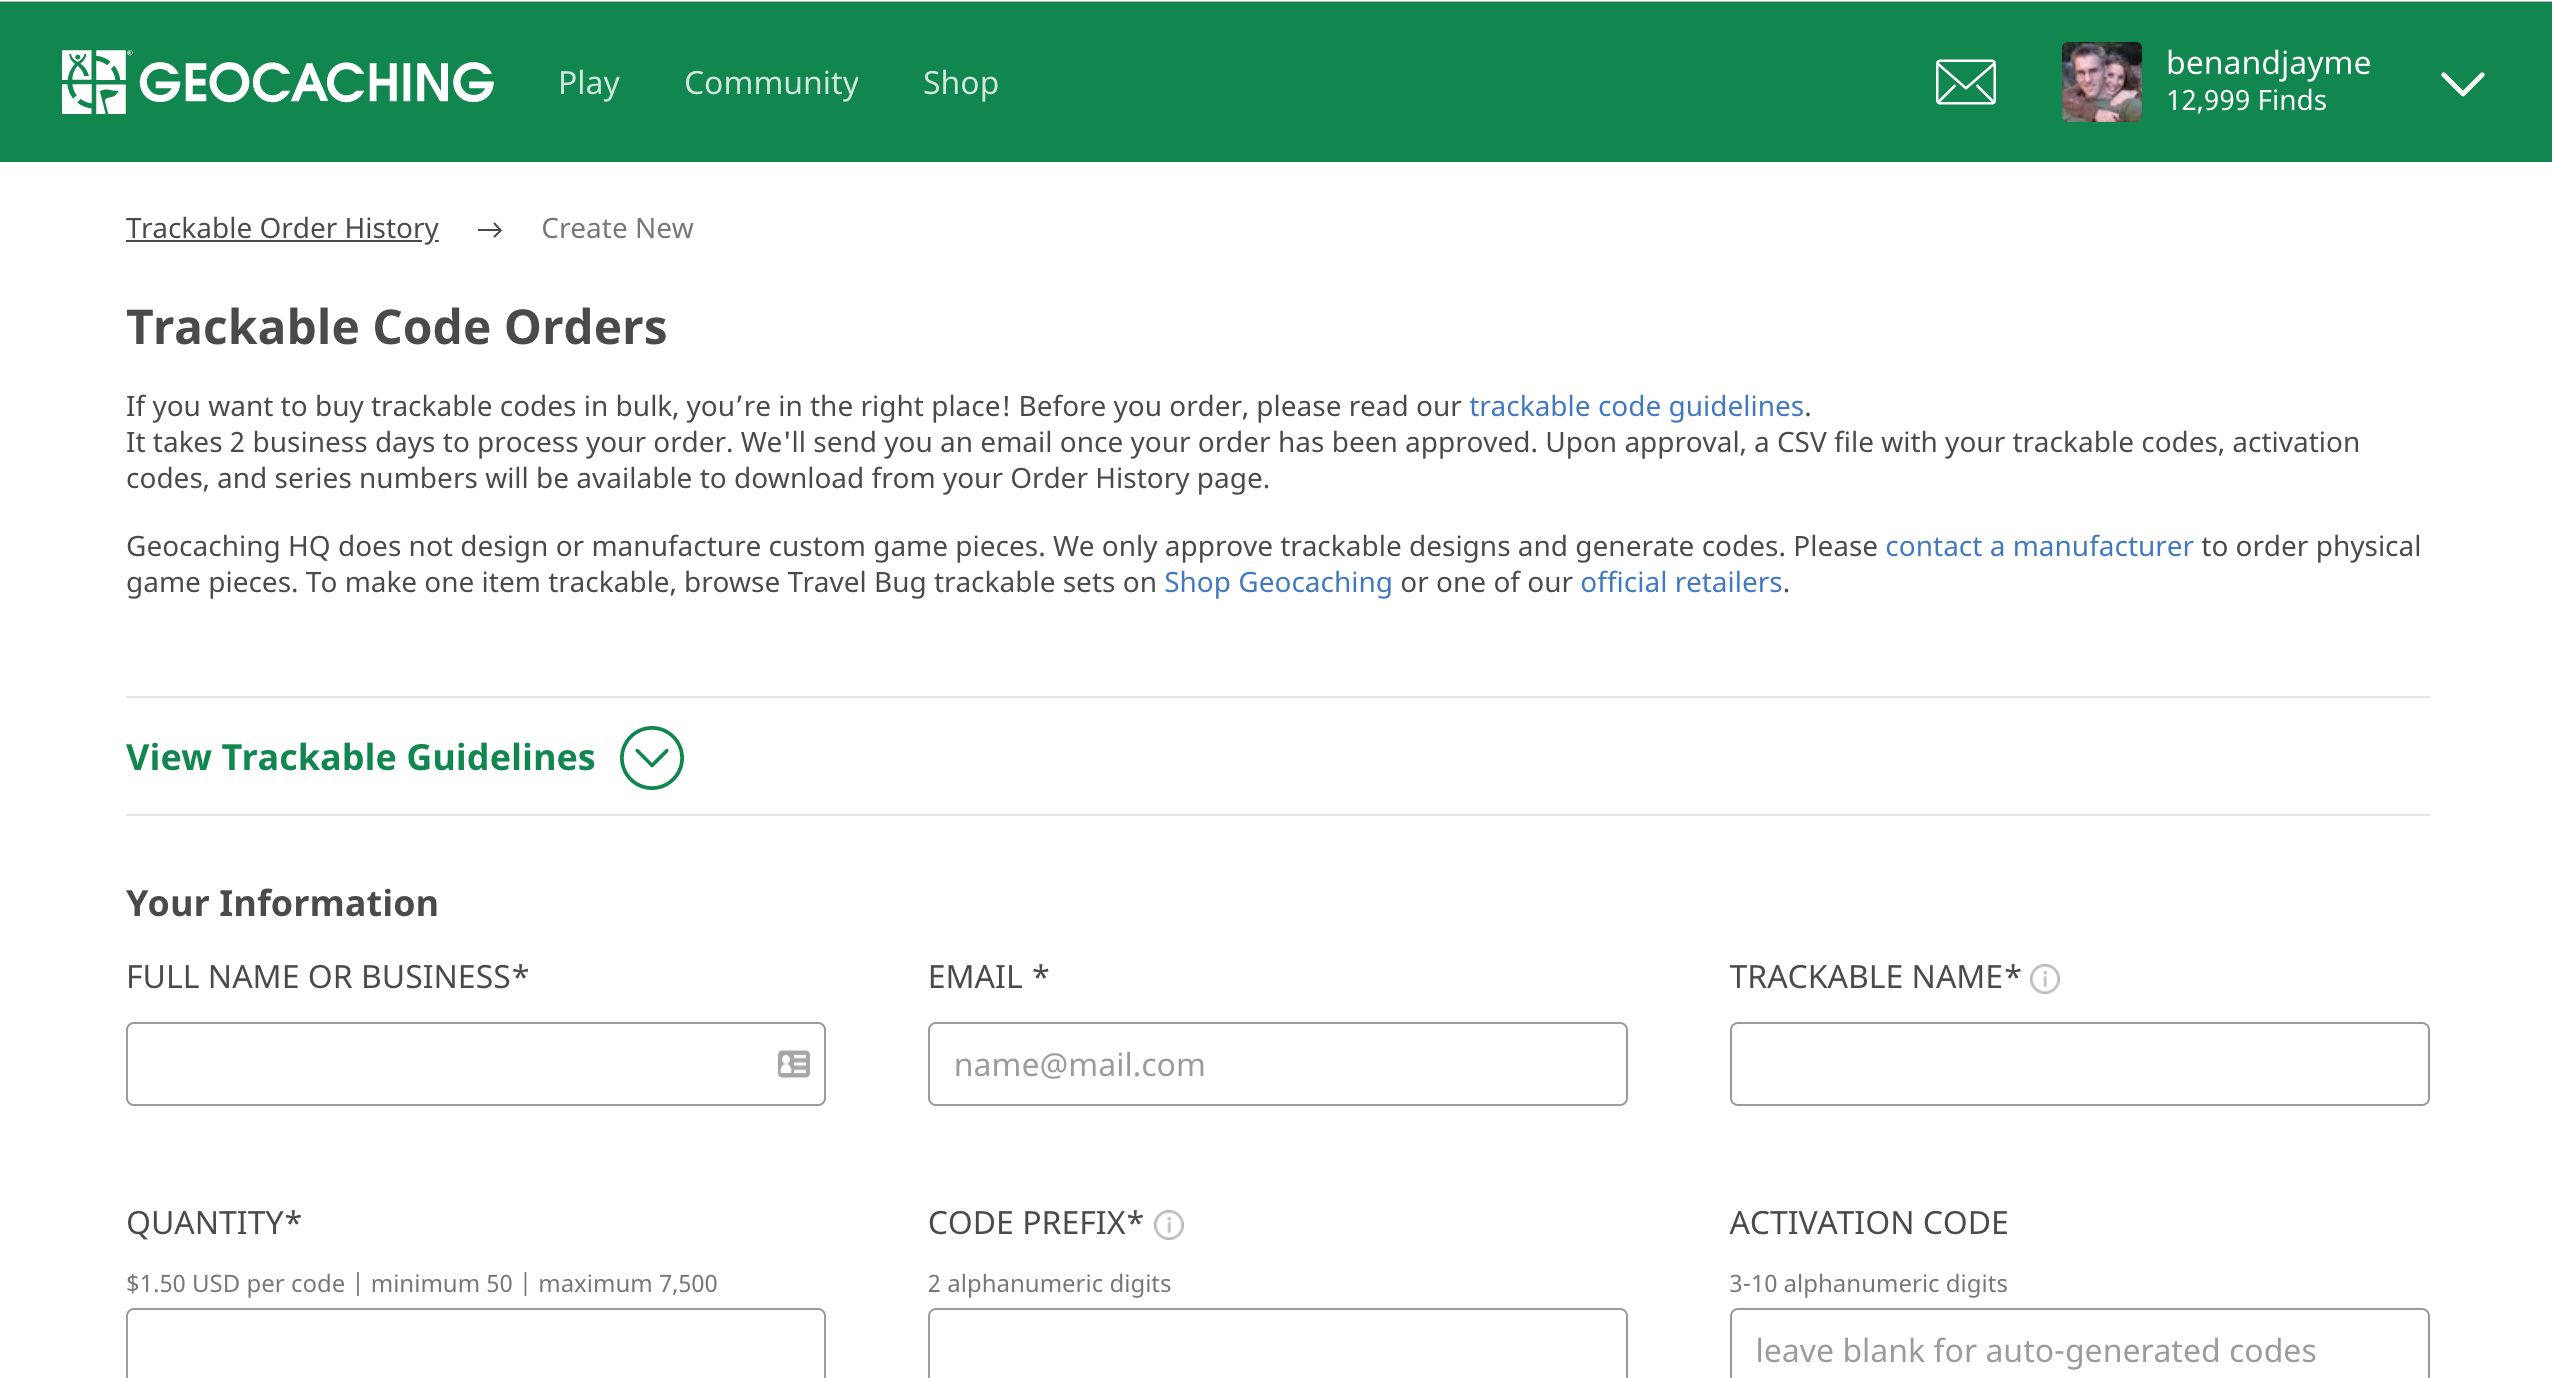 GEOCACHING
Play
Community
Shop
benandjayme
12,999 Finds
Trackable Order History → Create New
Trackable Code Orders
If you want to buy trackable codes in bulk, you’re in the right place! Before you order, please read our trackable code guidelines.
It takes 2 business days to process your order. We'll send you an email once your order has been approved. Upon approval, a CSV file with your trackable codes, activation
codes, and series numbers will be available to download from your Order History page.
Geocaching HQ does not design or manufacture custom game pieces. We only approve trackable designs and generate codes. Please contact a manufacturer to order physical
game pieces. To make one item trackable, browse Travel Bug trackable sets on Shop Geocaching or one of our official retailers.
View Trackable Guidelines
Your Information
FULL NAME OR BUSINESS*
EMAIL *
name@mail.com
TRACKABLE NAME*
QUANTITY*
$1.50 USD per code | minimum 50 | maximum 7,500
CODE PREFIX*
2 alphanumeric digits
ACTIVATION CODE
3-10 alphanumeric digits
leave blank for auto-generated codes